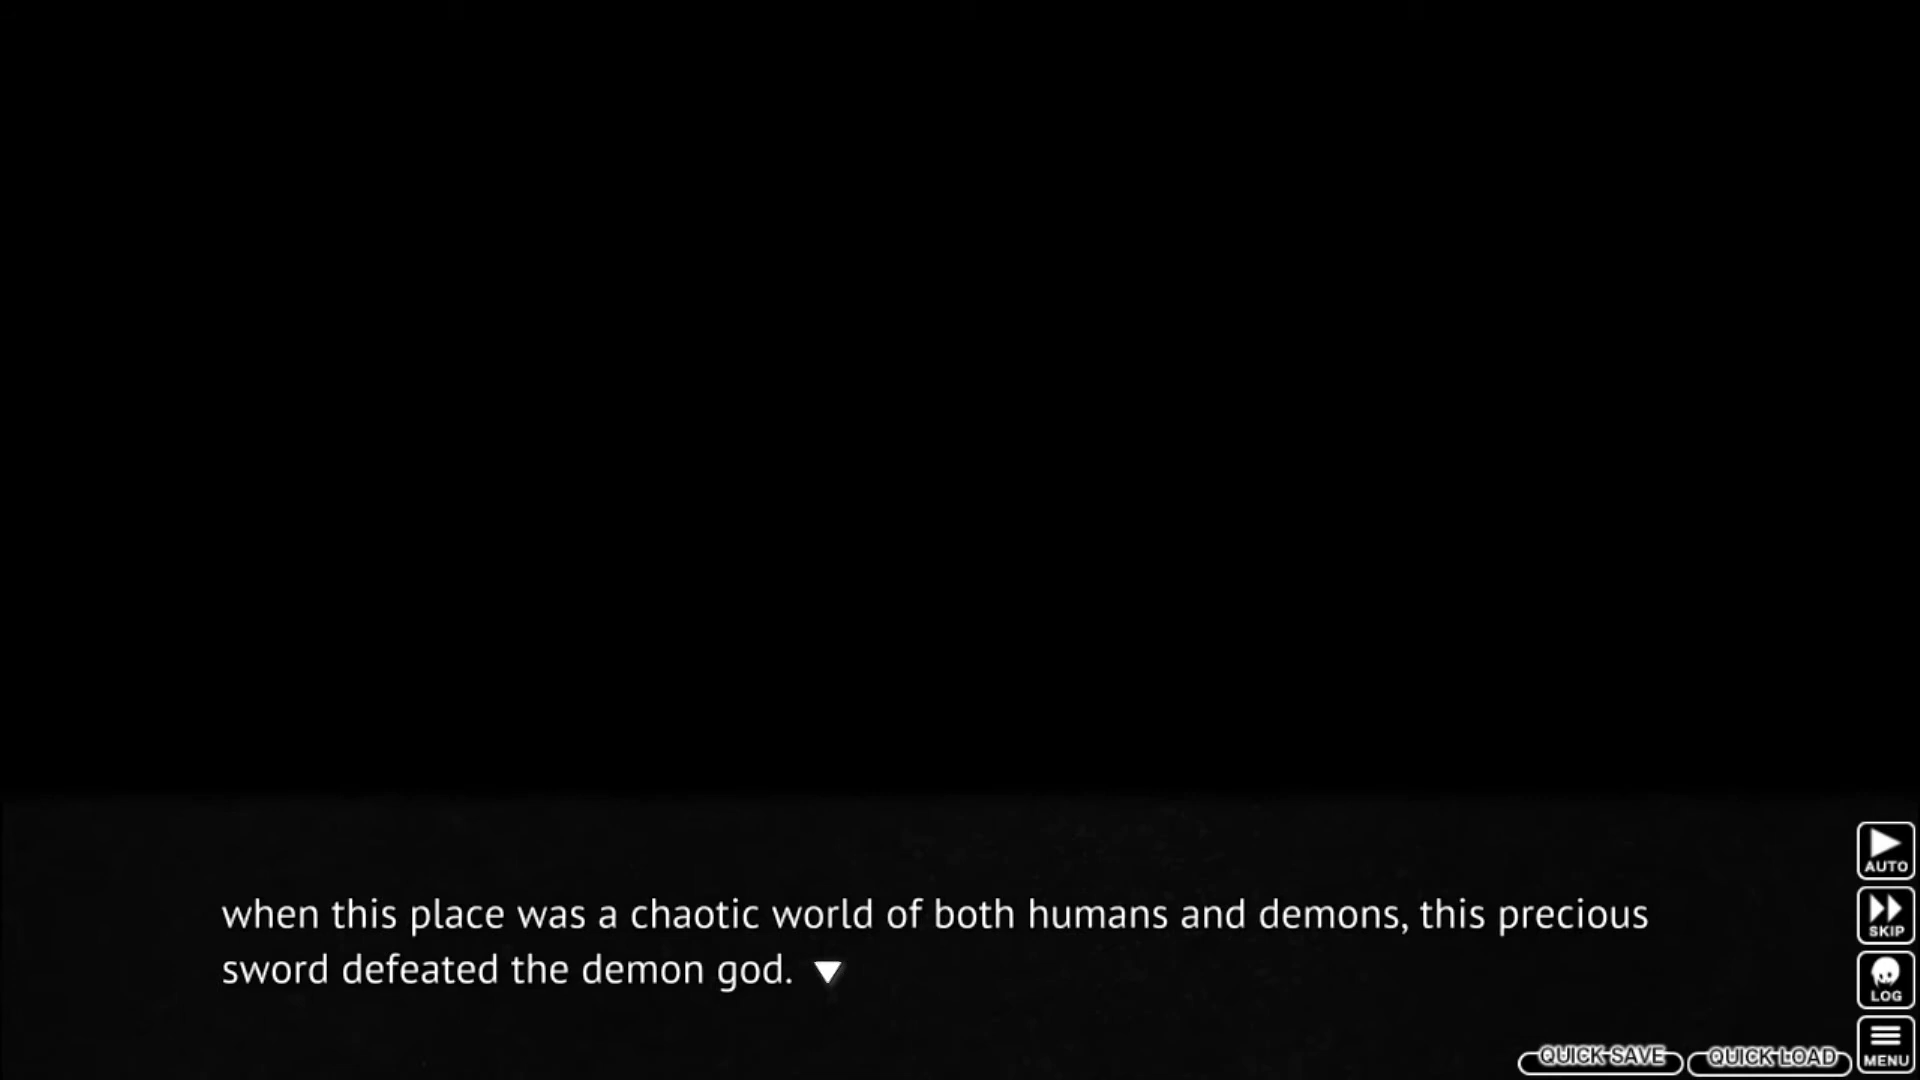 when this place was a chaotic world of both humans and demons, this precious
sword defeated the demon god.
AUTO
SKIP
LOG
MENU
QUICK SAVE
QUICK LOAD